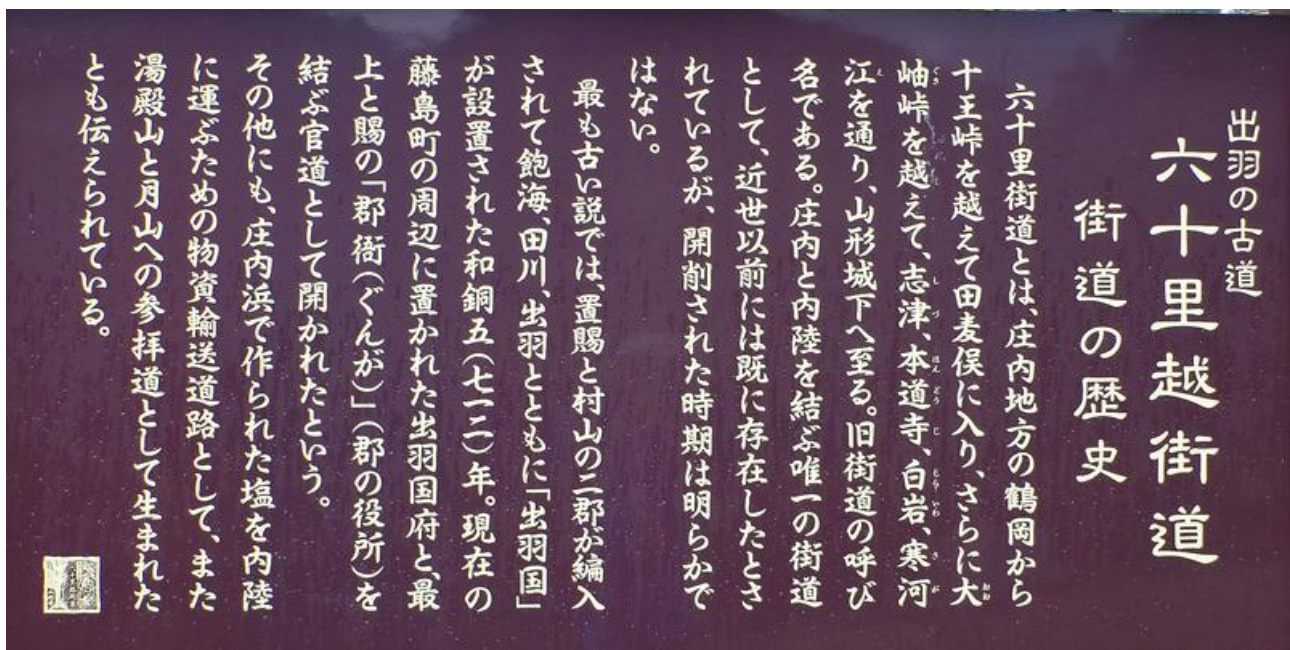 出羽の古道
六十里越街道
街道の歴史
六十里街道とは、庄内地方の鶴岡から
十王峠を越えて田麦俣に入り、さらに大
岫峠を越えて、志津、本道寺、白岩、寒河
江を通り、山形城下へ至る。旧街道の呼び
名である。庄内と内陸を結ぶ唯一の街道
として、近世以前には既に存在したとさ
れているが、開削された時期は明らかで
はない。
最も古い説では、置賜と村山の二郡が編入
されて飽海、田川、出羽とともに「出羽国」
が設置された和銅五(七一二)年。現在の
藤島町の周辺に置かれた出羽国府と、最
上と賜の「郡衙(ぐんが)」(郡の役所)を
結ぶ官道として開かれたという。
その他にも、庄内浜で作られた塩を内陸
に運ぶための物資輸送道路として、また
湯殿山と月山への参拝道として生まれた
とも伝えられている。